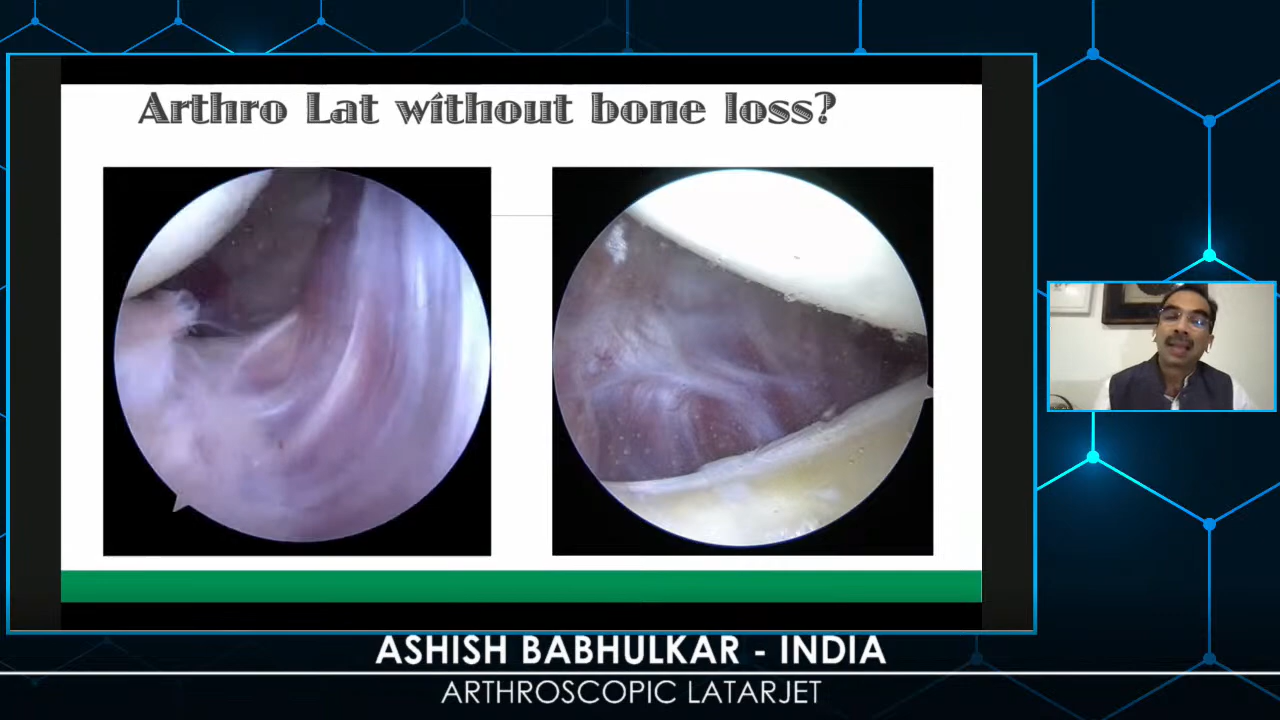 Arthro Lat without bone loss?
ASHISH BABHULKAR - INDIA
ARTHROSCOPIC LATARJET